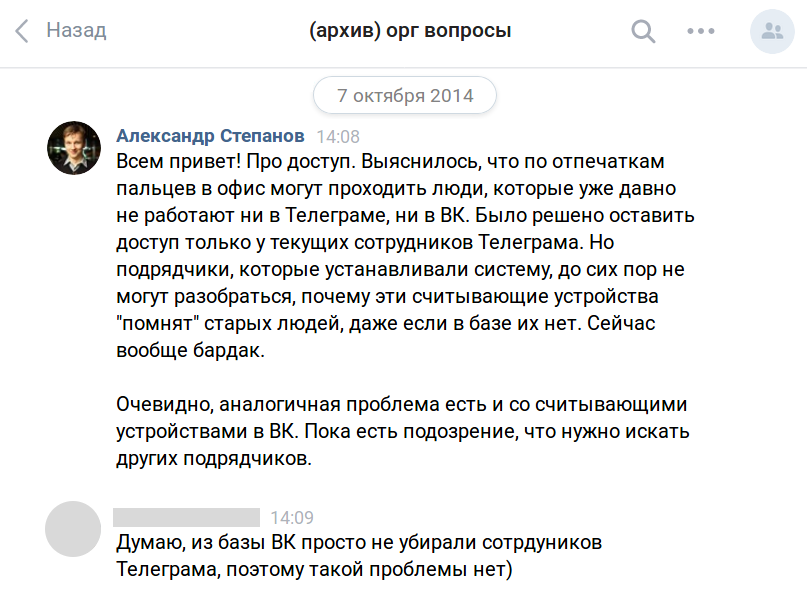 Назад
(архив) орг вопросы
7 октября 2014
Александр Степанов 14:08
Всем привет! Про доступ. Выяснилось, что по отпечаткам
пальцев в офис могут проходить люди, которые уже давно
не работают ни в Телеграме, ни в ВК. Было решено оставить
доступ только у текущих сотрудников Телеграма. Но
подрядчики, которые устанавливали систему, до сих пор не
могут разобраться, почему эти считывающие устройства
"помнят" старых людей, даже если в базе их нет. Сейчас
вообще бардак.
Очевидно, аналогичная проблема есть и со считывающими
устройствами в ВК. Пока есть подозрение, что нужно искать
других подрядчиков.
14:09
Думаю, из базы ВК просто не убирали сотрдуников
Телеграма, поэтому такой проблемы нет)